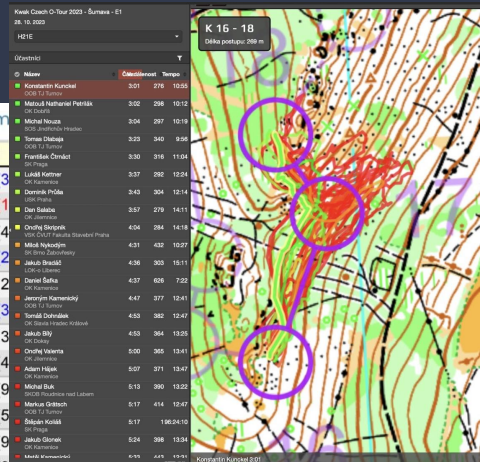 Kwak Czech O-Tour 2023 - Šumava - E1
28. 10. 2023
H21E
Účastníci
Název Tempo
Konstantin Kunckel 3:01 276 10:55
OOB TJ Turnov
Matouš Nathaniel Petrilák 3:02 298 10:12
OK Dobříš
Michal Nouza 3:04 297 10:19
SOS Jindřichův Hradec
Tomas Dlabaja 3:23 340 9:56
OOB TJ Turnov
František Čtrnáct 3:30 316 11:04
SK Praga
Lukáš Kettner 3:37 292 12:24
OK Kamenice
Dominik Průša 3:43 304 12:14
USK Praha
Dan Selaba 3:57 279 14:11
OK Jilemnice
Ondřej Skripnik 4:04 284 14:18
VSK ČVUT Fakulta Stavební Praha
Miloš Nykodým 4:31 432 10:27
SK Brno Žabovřesky
Jakub Bradáč 4:36 303 15:11
LOK-o Liberec
Daniel Šafka 4:37 626 7:22
OK Kamenice
Jeroným Kamenický 4:47 377 12:41
OOB TJ Turnov
Tomáš Dohnálek 4:53 382 12:47
OK Slavia Hradec Králové
Jakub Bílý 4:53 364 13:25
OK Dokay
Ondřej Valenta 5:00 365 13:41
OK Jilemnice
Adam Hájek 5:07 371 13:47
OK Kamenice
Michal Buk 5:13 390 13:22
SKOB Roudnice nad Labem
Markus Grätsch 5:17 414 12:47
OOB TJ Turnov
Štěpán Koláš 5:17
SK Praga
Jakub Glonek 5:24 398 13:34
OK Kamenice
K 16 - 18
Délka postupu: 269 m
17
Konstantin Kunckel 3:01